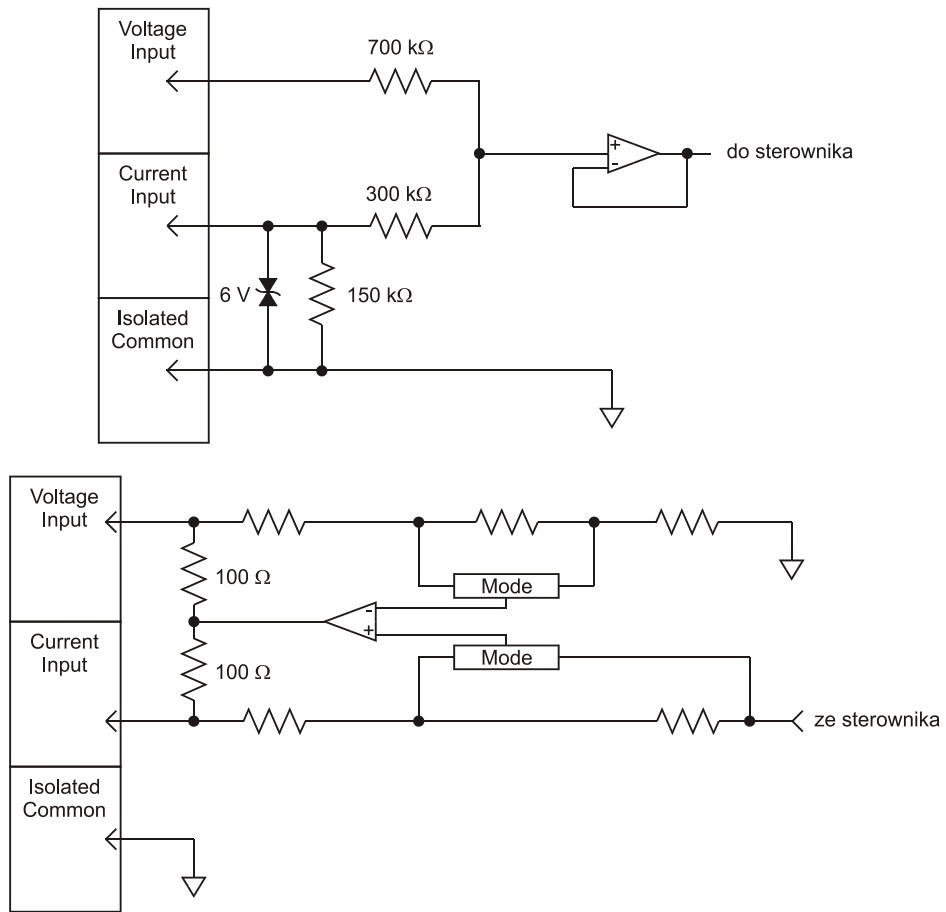 Voltage
Input
700 kΩ
do sterownika
+
-
Current
Input
300 kΩ
6 V
150 kΩ
Isolated
Common
Voltage
Input
100 Ω
Mode
-
+
Current
Input
Mode
100 Ω
ze sterownika
Isolated
Common